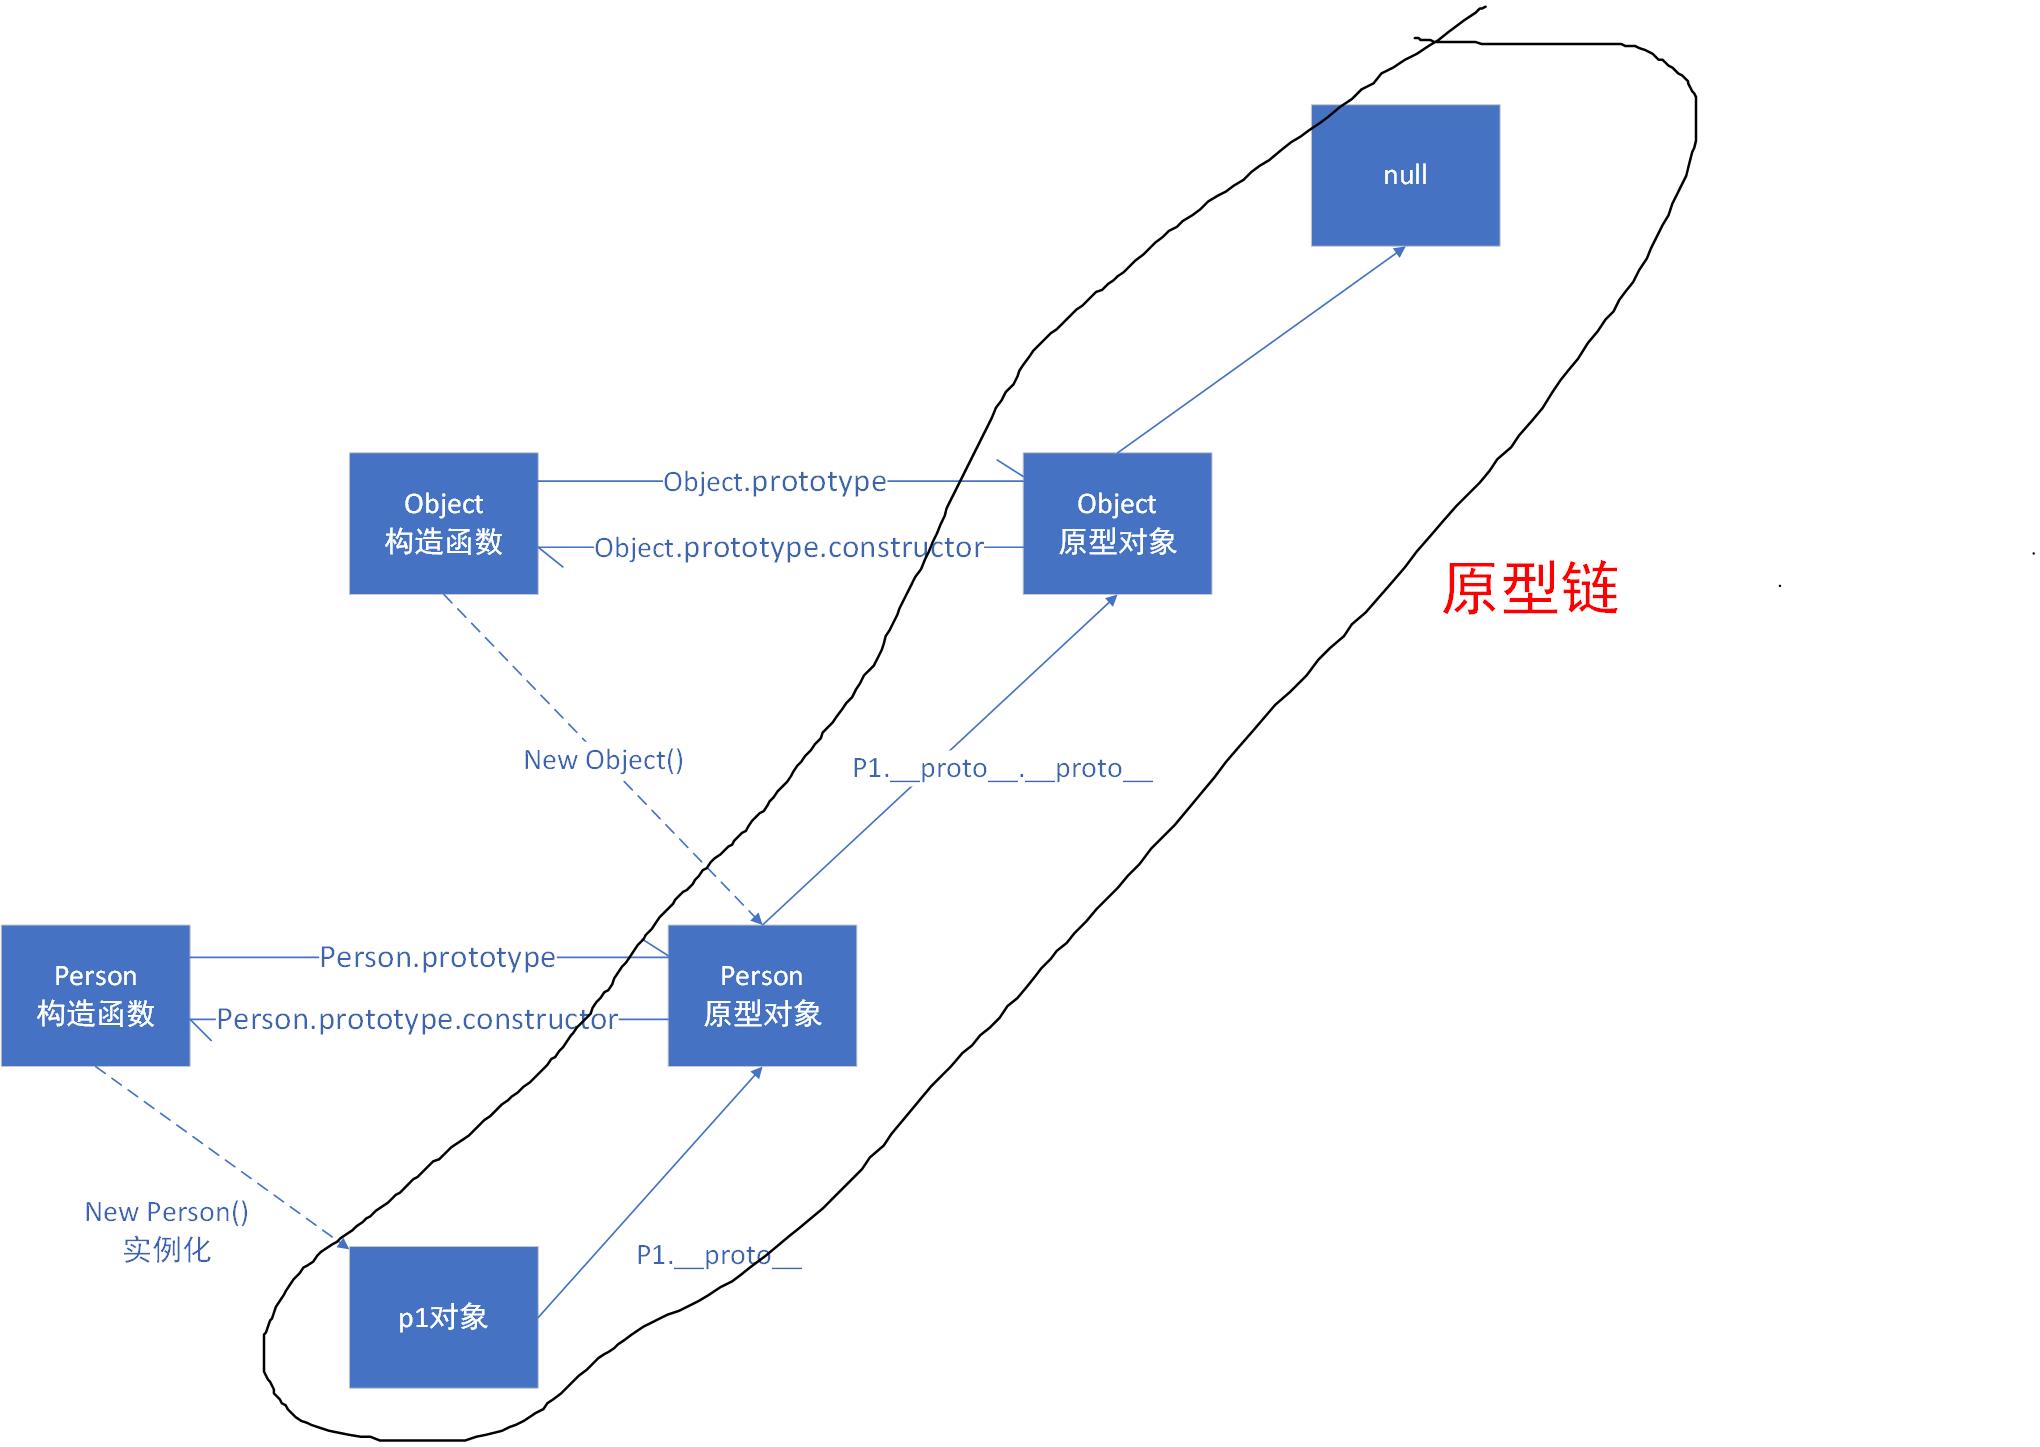 null
Object
构造函数
Object.prototype
Object.prototype.constructor
Object
原型对象
原型链
New Object()
P1.__proto__.__proto__
Person
构造函数
Person.prototype
Person.prototype.constructor
Person
原型对象
New Person()
实例化
P1.__proto__
p1对象